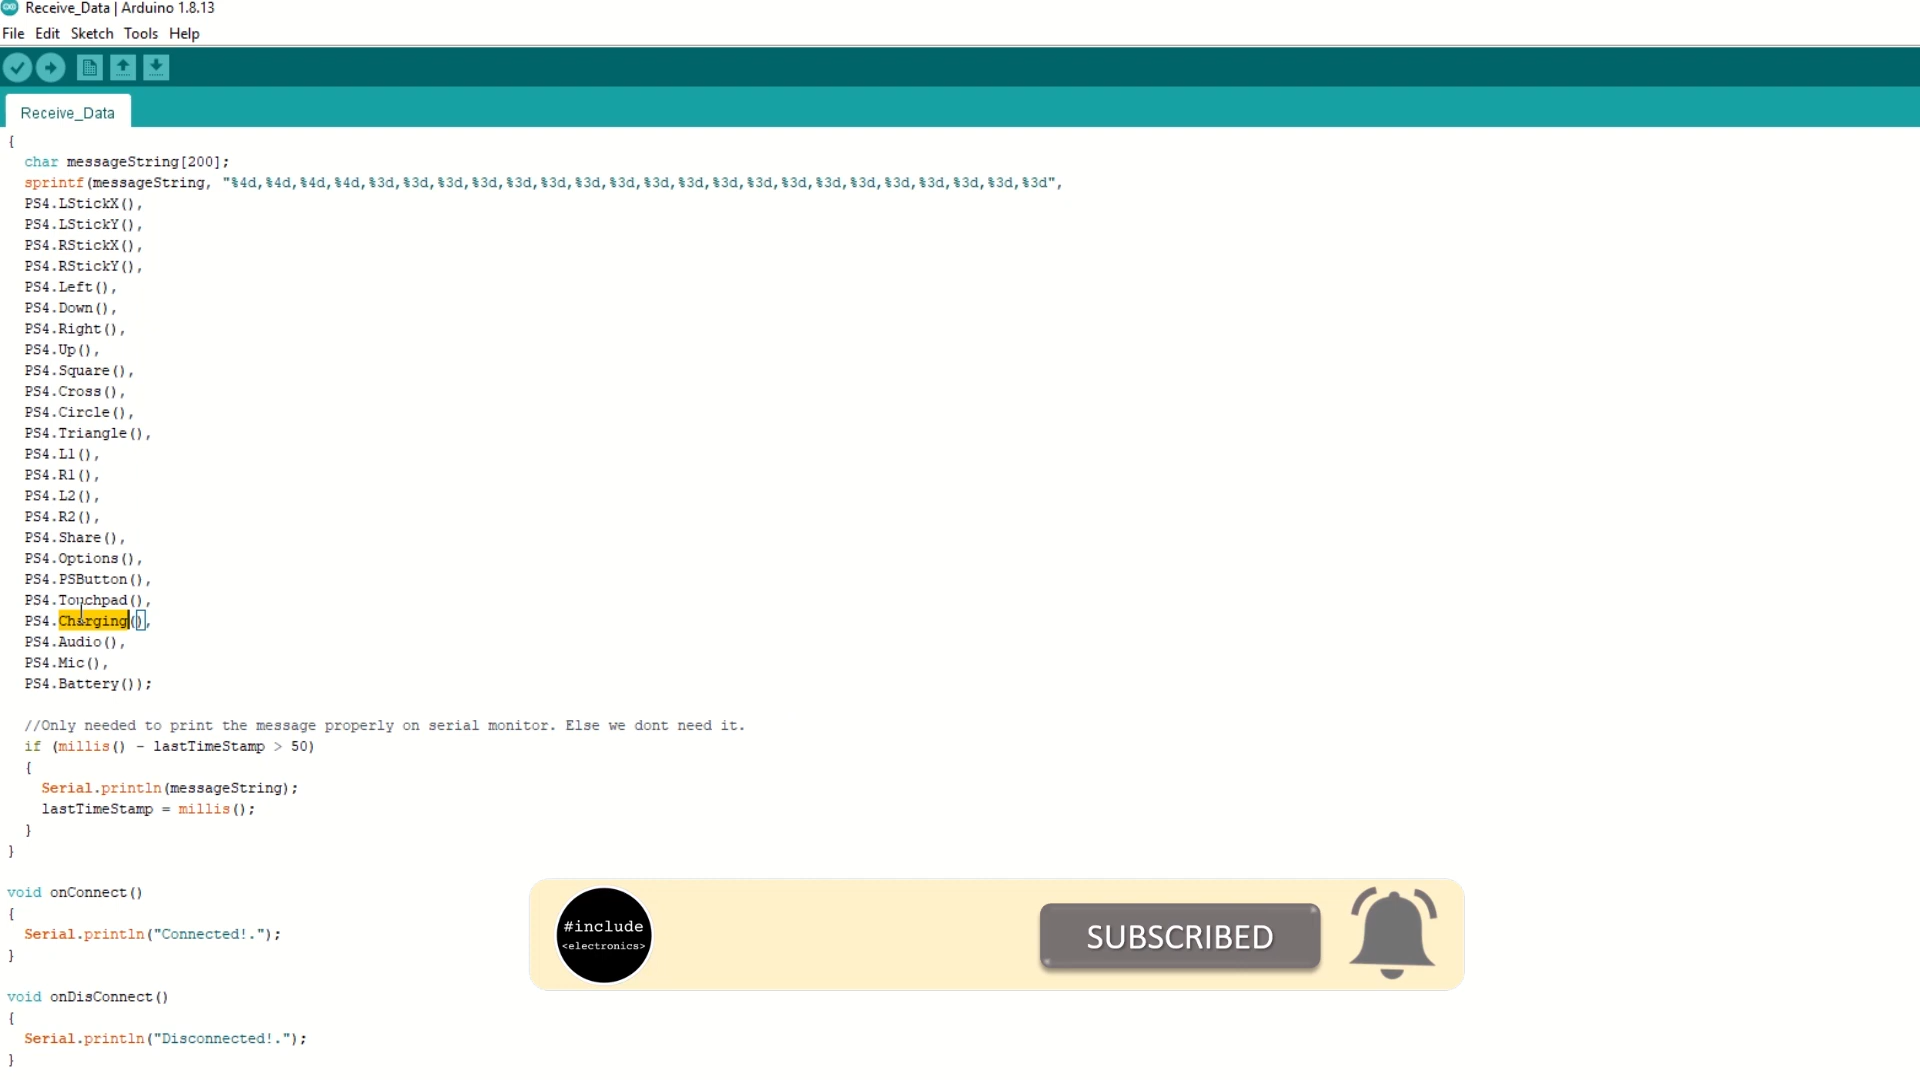 Receive_Data | Arduino 1.8.13
File Edit Sketch Tools Help
Receive_Data
{
char messageString[200];
sprintf(messageString, "%4d,%4d,%4d,%4d,%3d,%3d,%3d,%3d,%3d,%3d,%3d,%3d,%3d,%3d,%3d,%3d,%3d,%3d,%3d,%3d,%3d,%3d,%3d,%3d",
PS4.LStickX(),
PS4.LStickY(),
PS4.RStickX(),
PS4.RStickY(),
PS4.Left(),
PS4.Down(),
PS4.Right(),
PS4.Up(),
PS4.Square(),
PS4.Cross(),
PS4.Circle(),
PS4.Triangle(),
PS4.L1(),
PS4.R1(),
PS4.L2(),
PS4.R2(),
PS4.Share(),
PS4.Options(),
PS4.PSButton(),
PS4.Touchpad(),
PS4.Charging(),
PS4.Audio(),
PS4.Mic(),
PS4.Battery());
//Only needed to print the message properly on serial monitor. Else we dont need it.
if (millis() - lastTimeStamp > 50)
{
Serial.println(messageString);
lastTimeStamp = millis();
}
}
void onConnect()
{
Serial.println("Connected!.");
}
void onDisConnect()
{
Serial.println("Disconnected!.");
}
#include
<electronics>
SUBSCRIBED